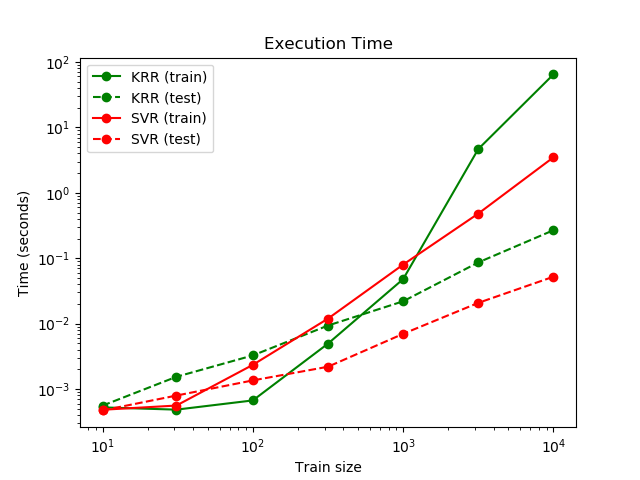 Execution Time
KRR (train)
KRR (test)
SVR (train)
SVR (test)
10²
10¹
10⁰
10⁻¹
10⁻²
10⁻³
Time (seconds)
10¹ 10² 10³ 10⁴
Train size